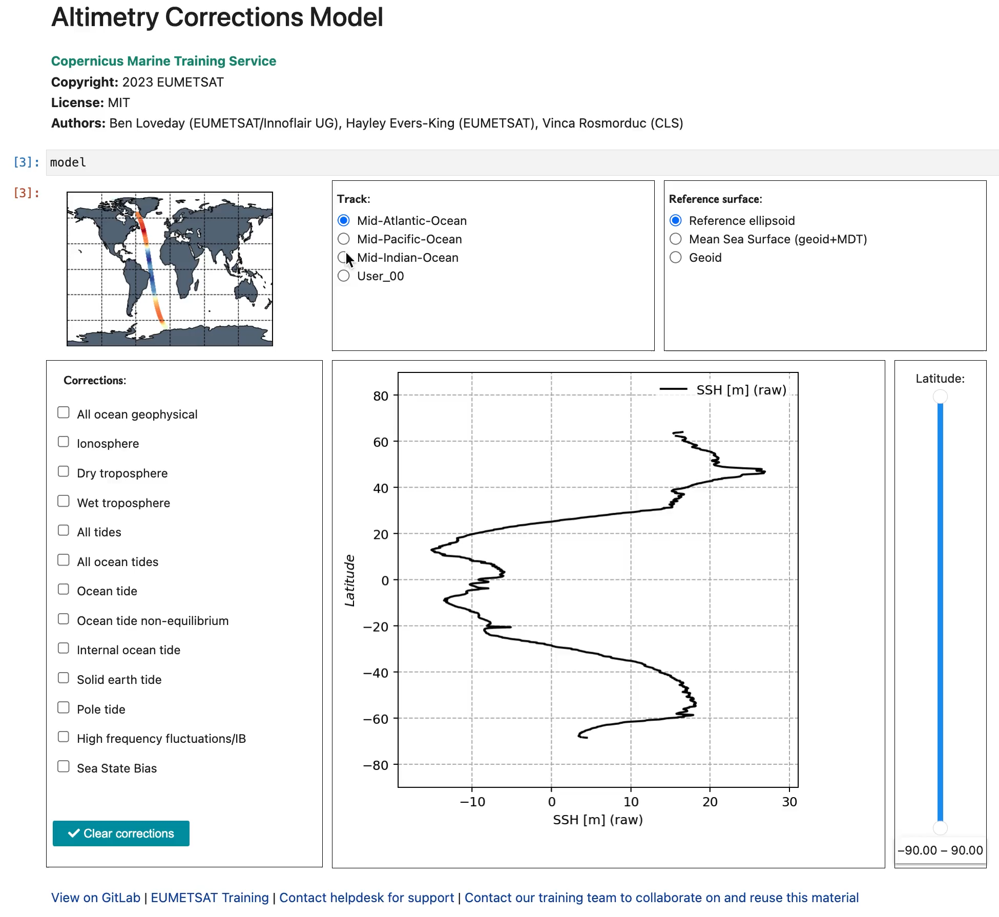 Altimetry Corrections Model
Copernicus Marine Training Service
Copyright: 2023 EUMETSAT
License: MIT
Authors: Ben Loveday (EUMETSAT/Innoflair UG), Hayley Evers-King (EUMETSAT), Vinca Rosmorduc (CLS)
[3]: model
[3]:
Track:
Mid-Atlantic-Ocean
Mid-Pacific-Ocean
Mid-Indian-Ocean
User_00
Reference surface:
Reference ellipsoid
Mean Sea Surface (geoid+MDT)
Geoid
Corrections:
All ocean geophysical
Ionosphere
Dry troposphere
Wet troposphere
All tides
All ocean tides
Ocean tide
Ocean tide non-equilibrium
Internal ocean tide
Solid earth tide
Pole tide
High frequency fluctuations/IB
Sea State Bias
Clear corrections
SSH [m] (raw)
80
60
40
20
0
−20
−40
−60
−80
Latitude
−10 0 10 20 30
SSH [m] (raw)
Latitude:
−90.00 – 90.00
View on GitLab | EUMETSAT Training | Contact helpdesk for support | Contact our training team to collaborate on and reuse this material